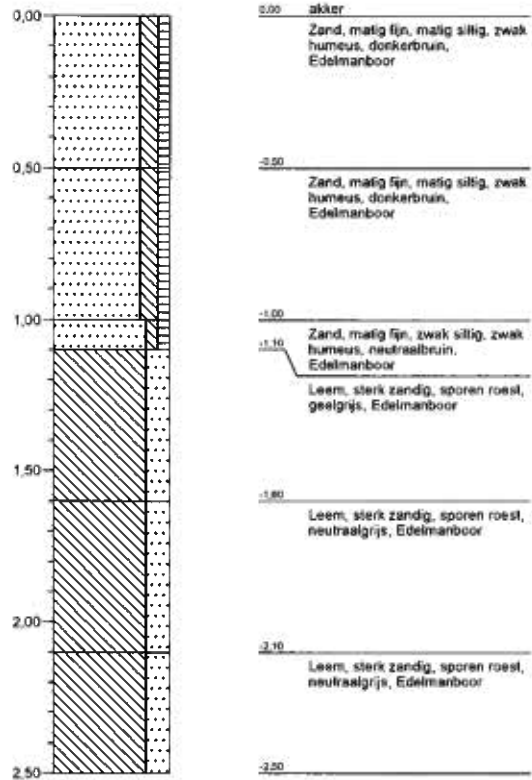 0,00
0,50
1,00
1,50
2,00
2,50
0,00 akker
Zand, matig fijn, matig siltig, zwak
humeus, donkerbruin,
Edelmanboor
-0,50
Zand, matig fijn, matig siltig, zwak
humeus, donkerbruin,
Edelmanboor
-1,00
Zand, matig fijn, zwak siltig, zwak
-1,10
humeus, neutraalbruin,
Edelmanboor
Leem, sterk zandig, sporen roest,
geelgrijs, Edelmanboor
-1,60
Leem, sterk zandig, sporen roest,
neutraalgrijs, Edelmanboor
-2,10
Leem, sterk zandig, sporen roest,
neutraalgrijs, Edelmanboor
-2,50